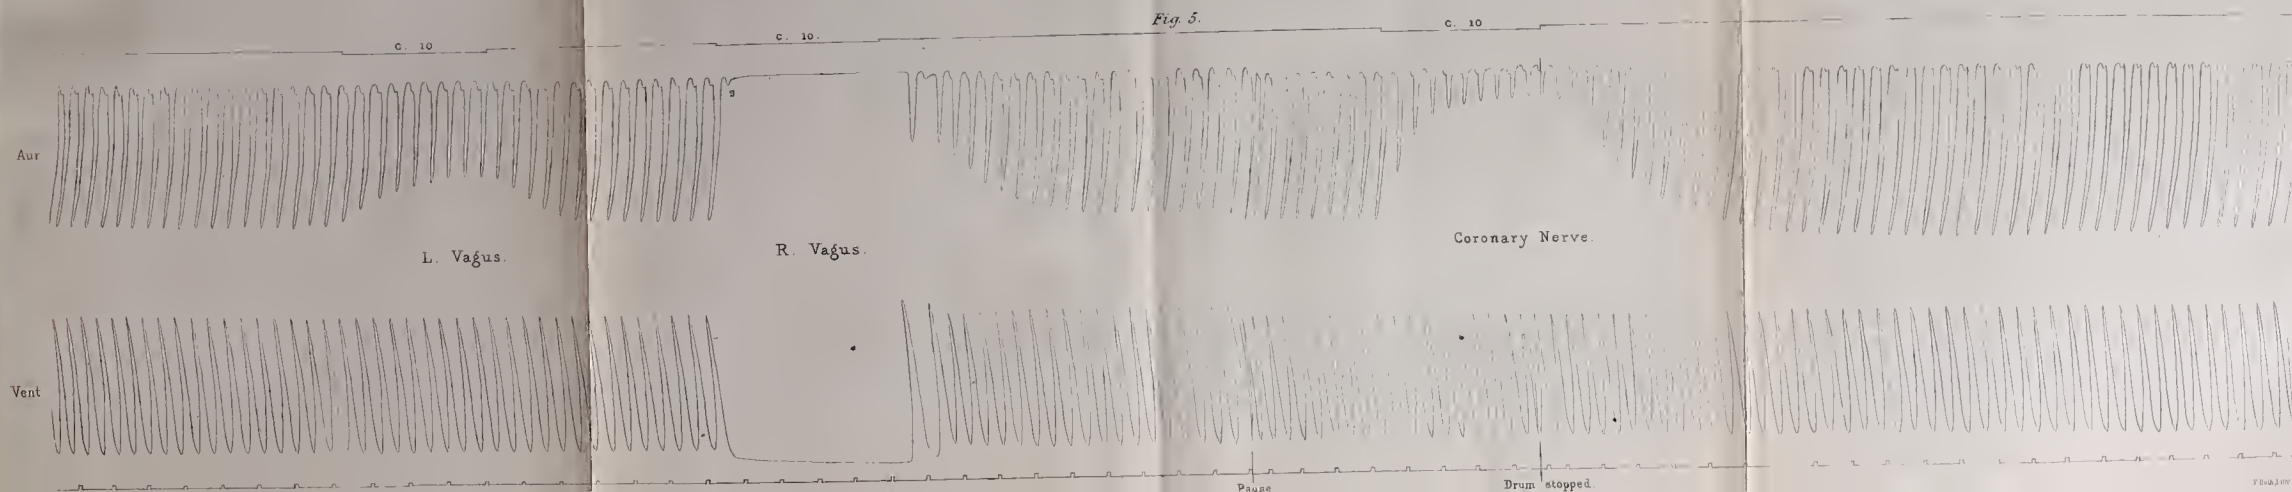 Fig. 5.
C. 10
C. 10.
C. 10
Aur
L. Vagus.
R. Vagus.
Coronary Nerve.
Vent
Pause
Drum stopped.